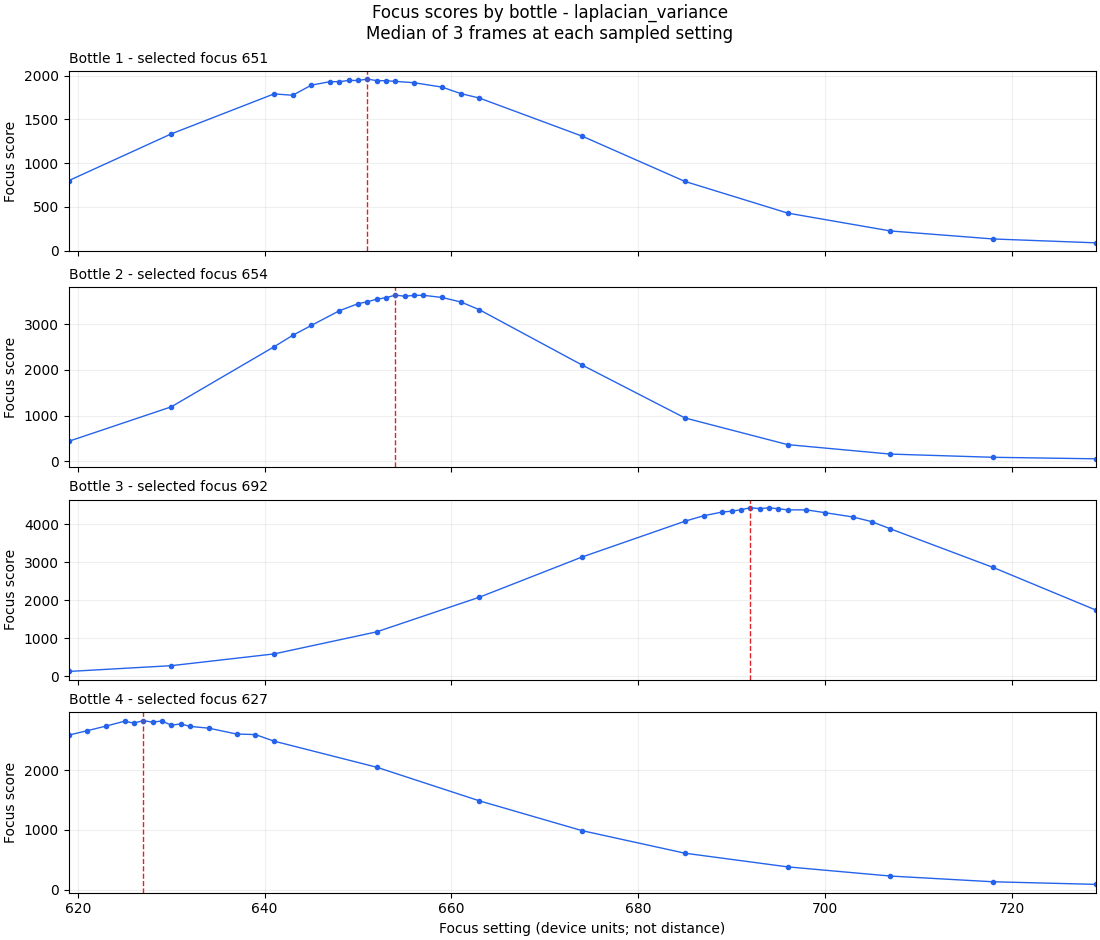 Focus scores by bottle - laplacian_variance
Median of 3 frames at each sampled setting
Bottle 1 - selected focus 651
2000
1500
1000
500
0
Focus score
Bottle 2 - selected focus 654
3000
2000
1000
0
Focus score
Bottle 3 - selected focus 692
4000
3000
2000
1000
0
Focus score
Bottle 4 - selected focus 627
2000
1000
0
Focus score
620 640 660 680 700 720
Focus setting (device units; not distance)